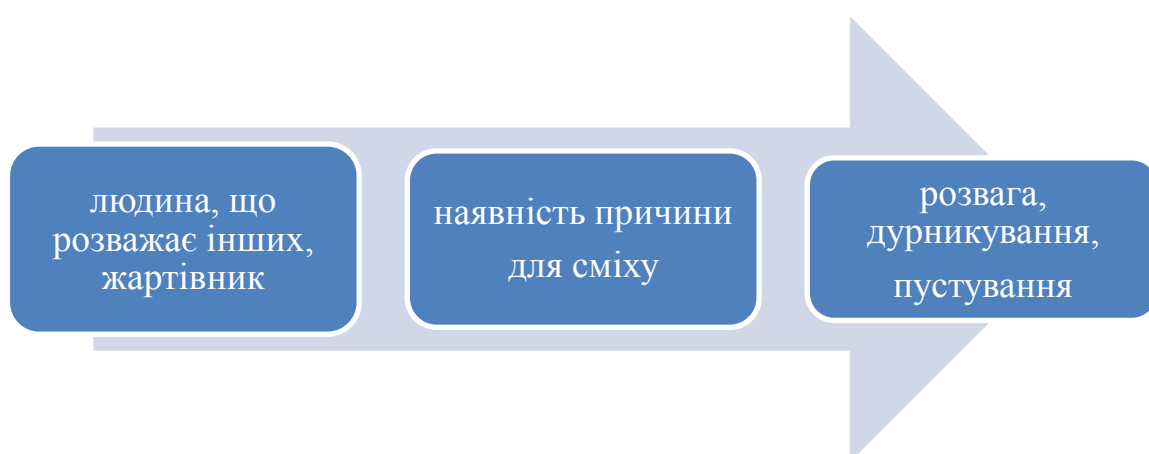 людина, що
розважає інших,
жартівник
наявність причини
для сміху
розвага,
дурникування,
пустування